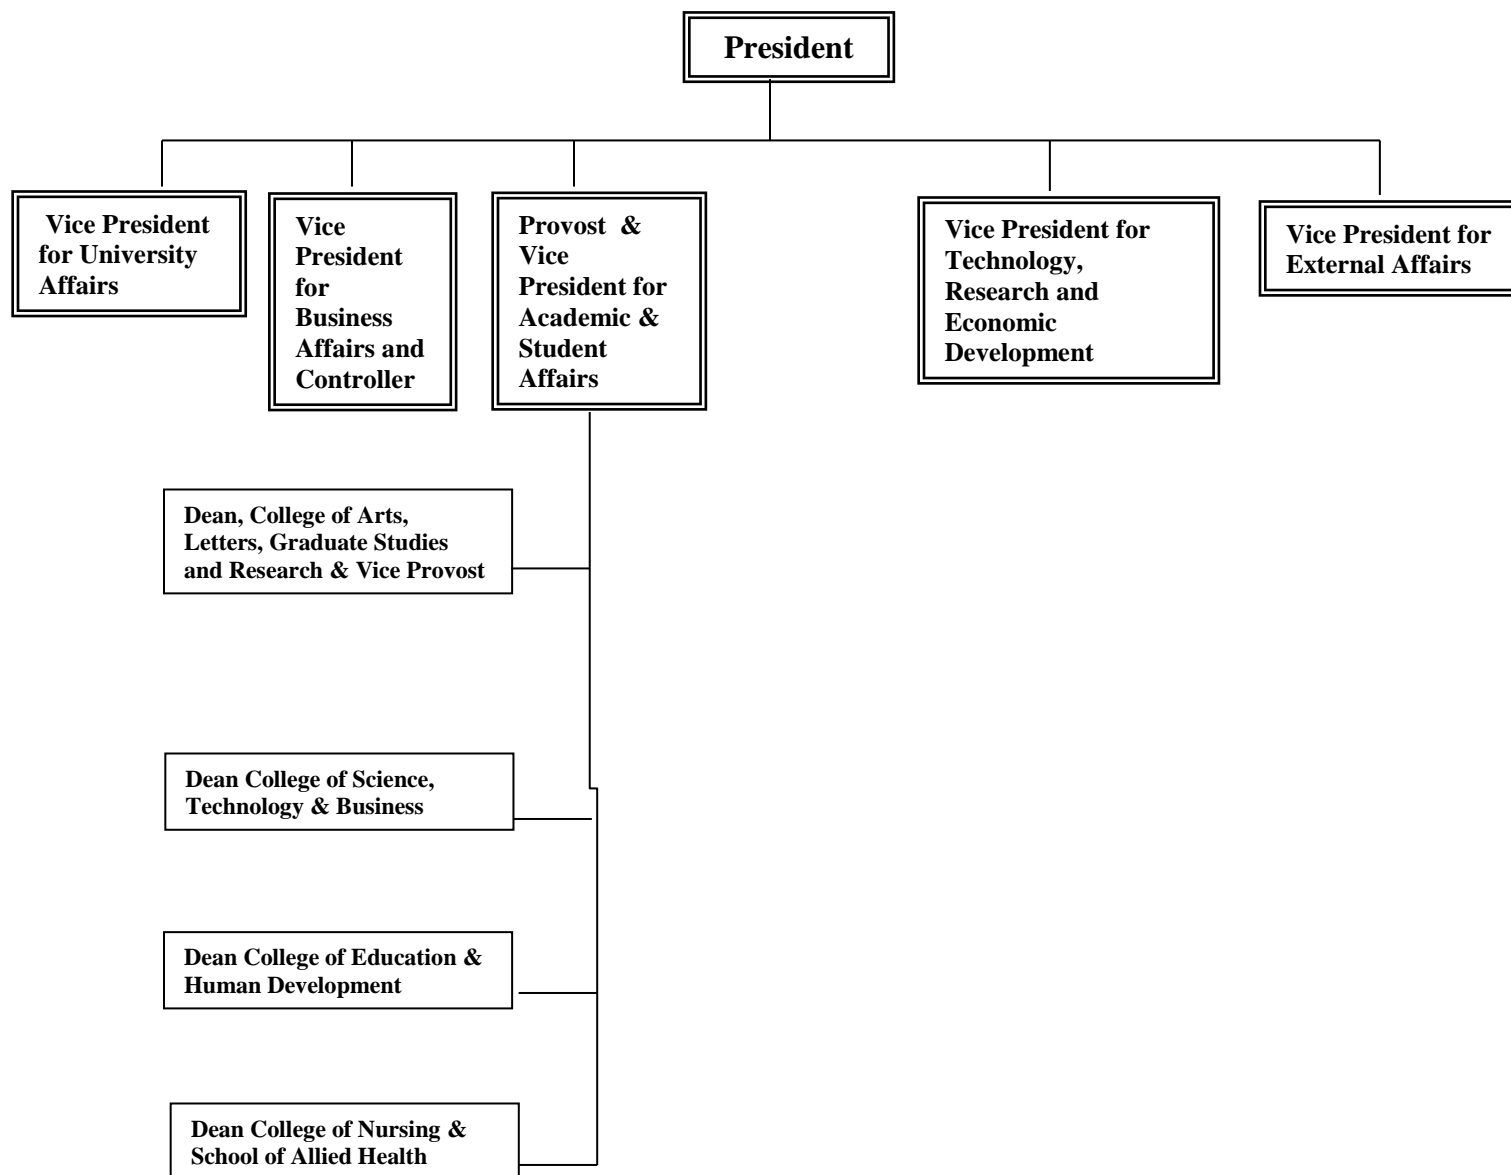 President
Vice President
for University
Affairs
Vice
President
for
Business
Affairs and
Controller
Provost & 
Vice
President for
Academic &
Student
Affairs
Vice President for
Technology,
Research and
Economic
Development
Vice President for
External Affairs
Dean, College of Arts,
Letters, Graduate Studies
and Research & Vice Provost
Dean College of Science,
Technology & Business
Dean College of Education &
Human Development
Dean College of Nursing &
School of Allied Health